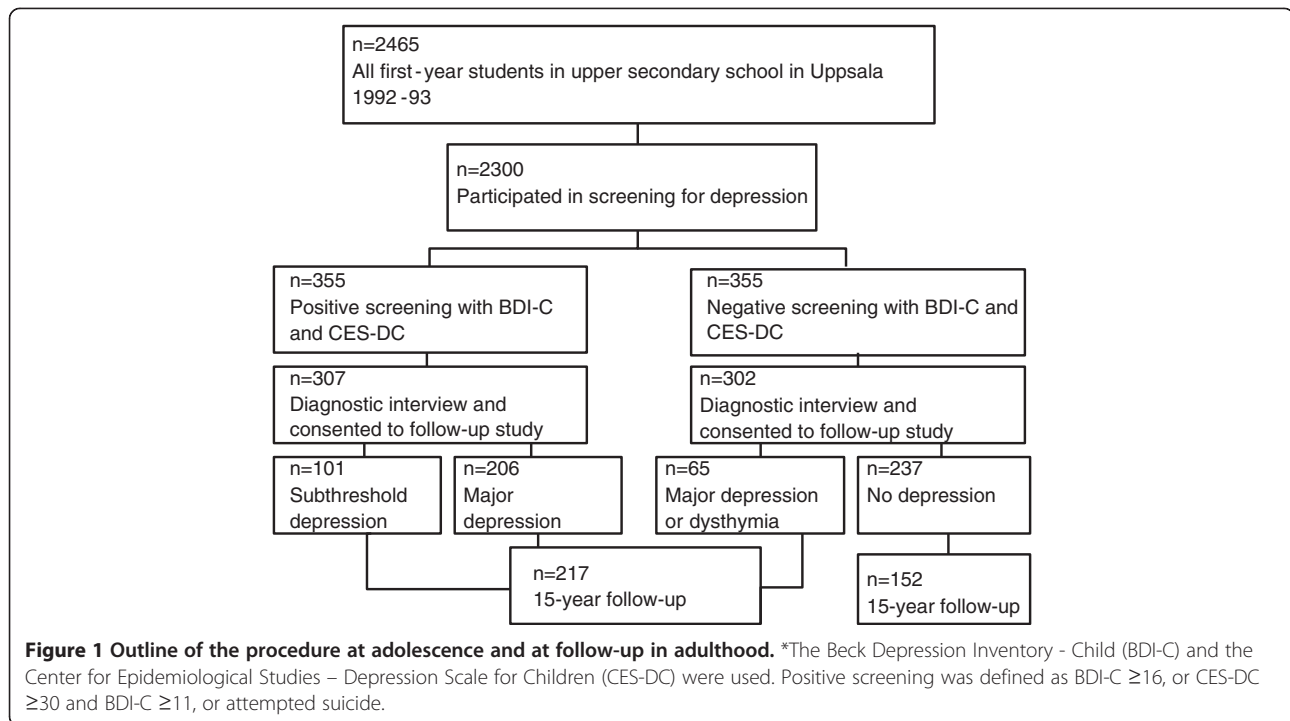 n=2465
All first-year students in upper secondary school in Uppsala
1992-93
n=2300
Participated in screening for depression
n=355
Positive screening with BDI-C
and CES-DC
n=355
Negative screening with BDI-C and
CES-DC
n=307
Diagnostic interview and
consented to follow-up study
n=302
Diagnostic interview and
consented to follow-up study
n=101
Subthreshold
depression
n=206
Major
depression
n=65
Major depression
or dysthymia
n=237
No depression
n=217
15-year follow-up
n=152
15-year follow-up
Figure 1 Outline of the procedure at adolescence and at follow-up in adulthood. *The Beck Depression Inventory - Child (BDI-C) and the
Center for Epidemiological Studies – Depression Scale for Children (CES-DC) were used. Positive screening was defined as BDI-C ≥16, or CES-DC
≥30 and BDI-C ≥11, or attempted suicide.